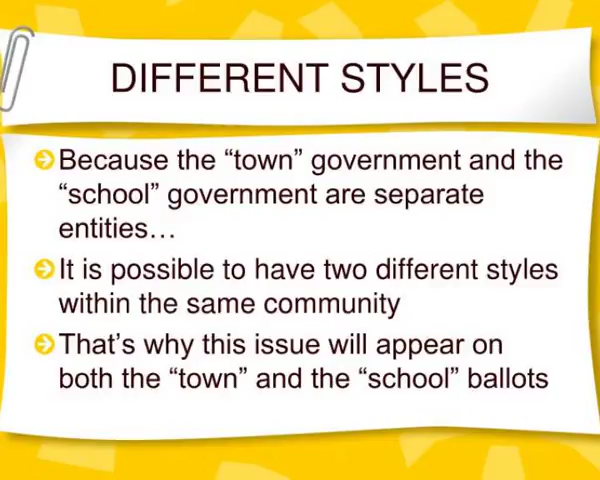 DIFFERENT STYLES
Because the “town” government and the
“school” government are separate
entities…
It is possible to have two different styles
within the same community
That’s why this issue will appear on
both the “town” and the “school” ballots